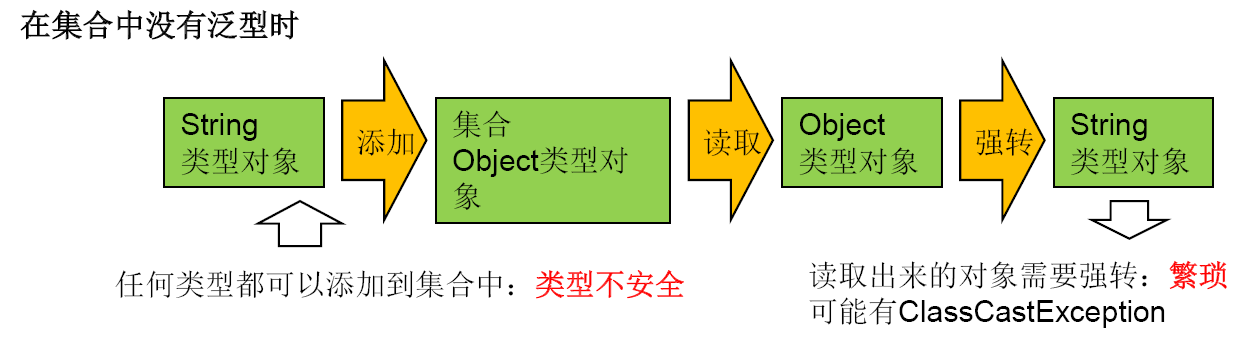 在集合中没有泛型时
String
类型对象
添加
集合
Object类型对
象
读取
Object
类型对象
强转
String
类型对象
任何类型都可以添加到集合中：类型不安全
读取出来的对象需要强转：繁琐
可能有ClassCastException